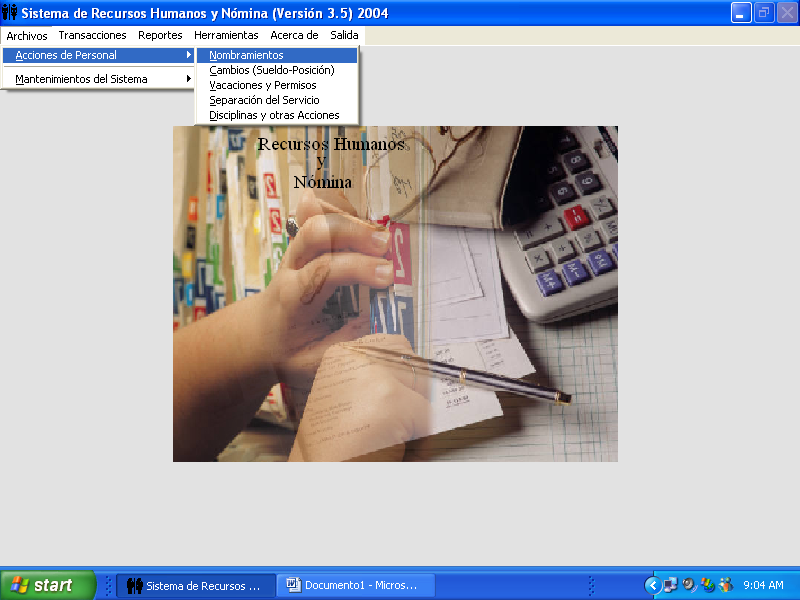 Sistema de Recursos Humanos y Nómina (Versión 3.5) 2004
Archivos Transacciones Reportes Herramientas Acerca de Salida
Acciones de Personal
Mantenimientos del Sistema
Nombramientos
Cambios (Sueldo-Posición)
Vacaciones y Permisos
Separación del Servicio
Disciplinas y otras Acciones
Recursos Humanos
y
Nómina
start
Sistema de Recursos ...
Documento1 - Micros...
9:04 AM